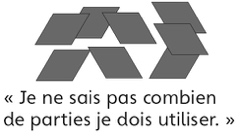 « Je ne sais pas combien
de parties je dois utiliser. »